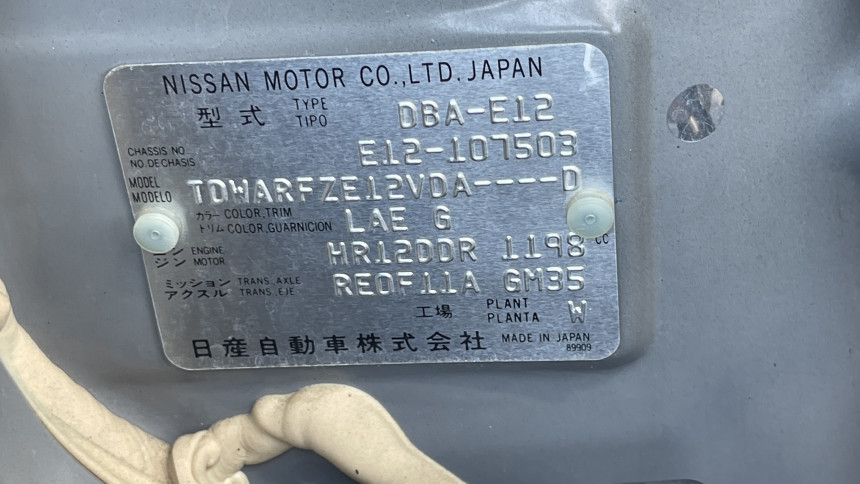 NISSAN MOTOR CO.,LTD. JAPAN
型式 TYPE TIPO DBA-E12
CHASSIS NO. NO.DE CHASIS E12-107503
MODEL MODELO TDWARFZE12VDA----D
カラー COLOR,TRIM トリム COLOR,GUARNICION LAE G
ジン ENGINE MOTOR HR12DDR 1198 CC
ミッション TRANS. AXLE アクスル TRANS. EJE RE0F11A GM35
工場 PLANT PLANTA W
日産自動車株式会社 MADE IN JAPAN
89909